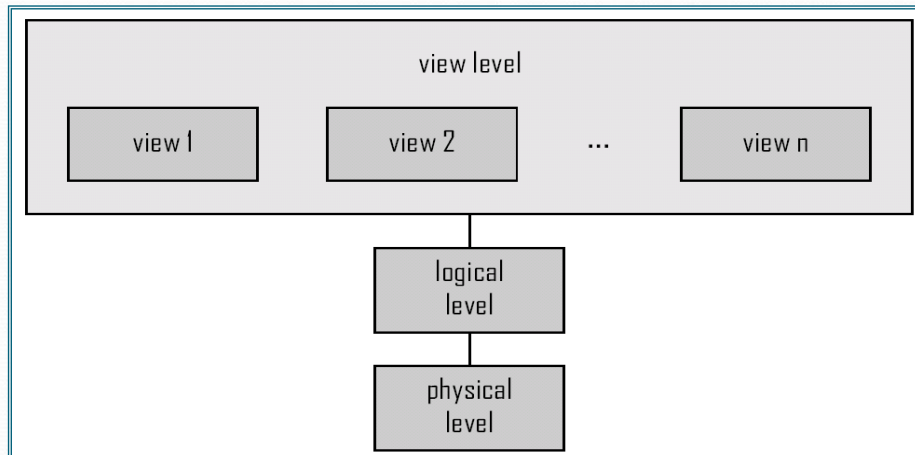 view level
view 1
view 2
...
view n
logical
level
physical
level